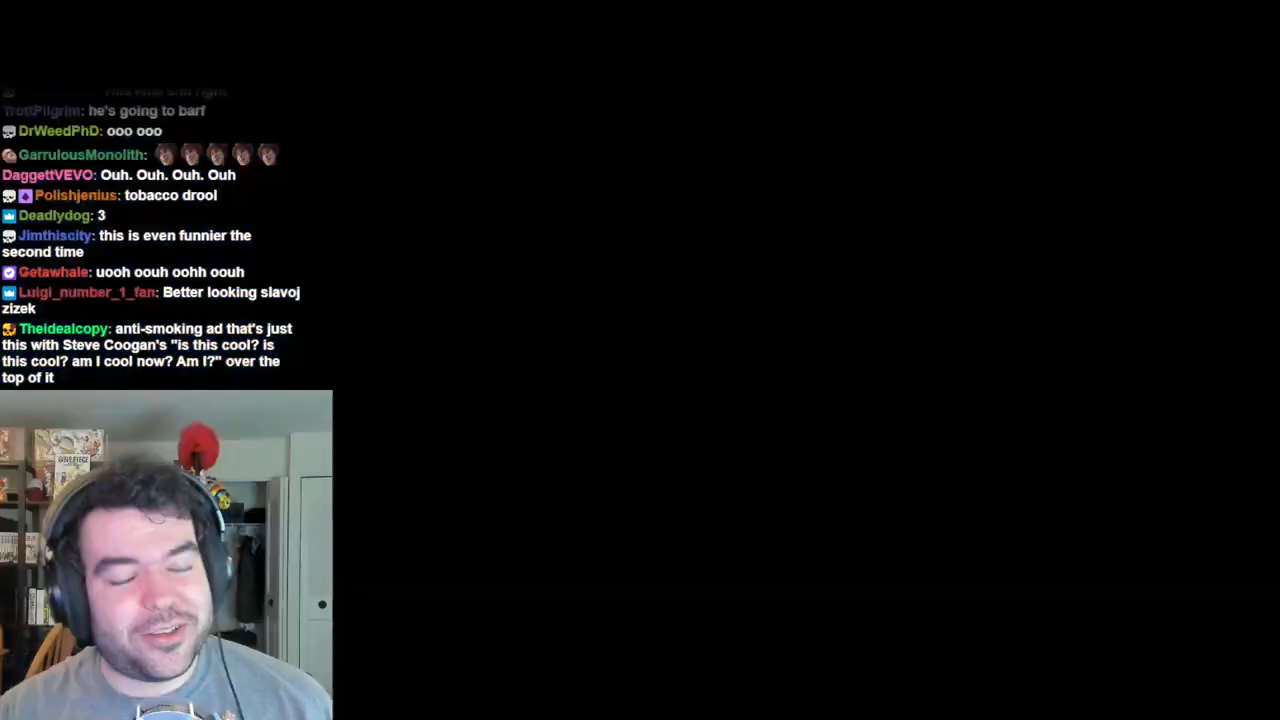 TrottPilgrim: he's going to barf
DrWeedPhD: ooo ooo
GarrulousMonolith:
DaggettVEVO: Ouh. Ouh. Ouh. Ouh
Polishjenius: tobacco drool
Deadlydog: 3
Jimthiscity: this is even funnier the
second time
Getawhale: uooh oouh oohh oouh
Luigi_number_1_fan: Better looking slavoj
zizek
Theidealcopy: anti-smoking ad that's just
this with Steve Coogan's "is this cool? is
this cool? am I cool now? Am I?" over the
top of it
ONE PIECE